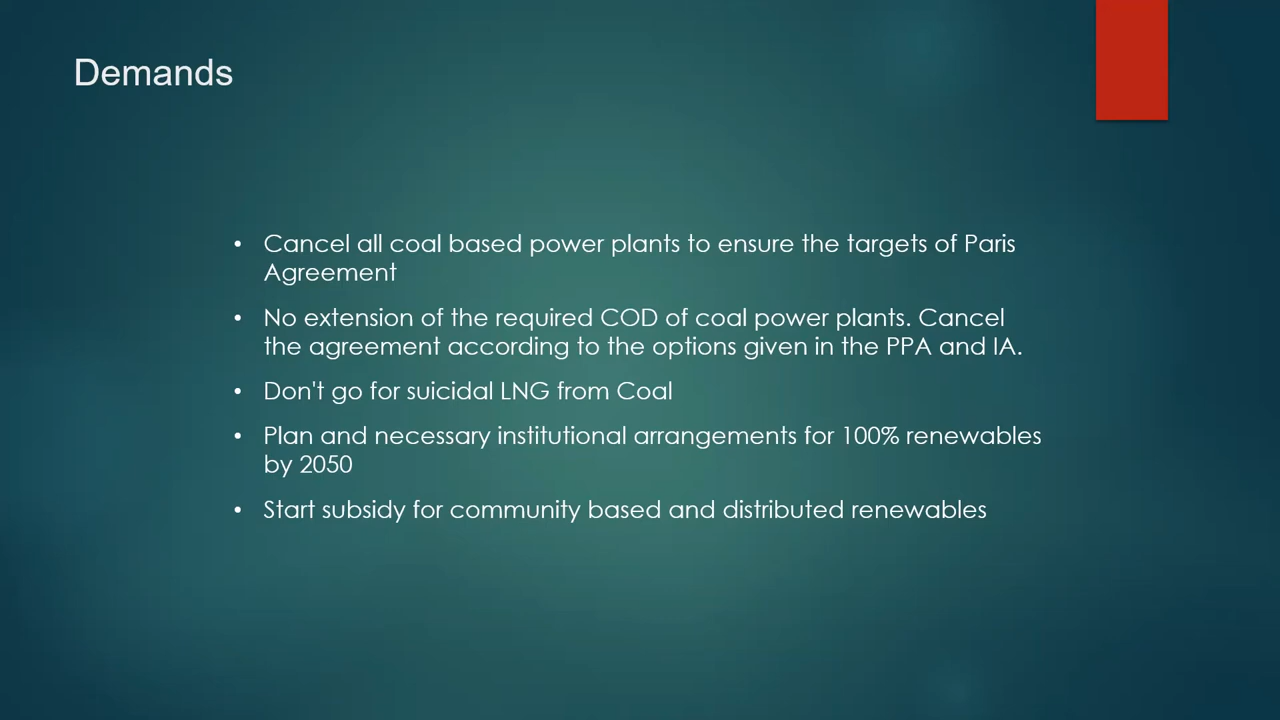 Demands
• Cancel all coal based power plants to ensure the targets of Paris
Agreement
• No extension of the required COD of coal power plants. Cancel
the agreement according to the options given in the PPA and IA.
• Don't go for suicidal LNG from Coal
• Plan and necessary institutional arrangements for 100% renewables
by 2050
• Start subsidy for community based and distributed renewables